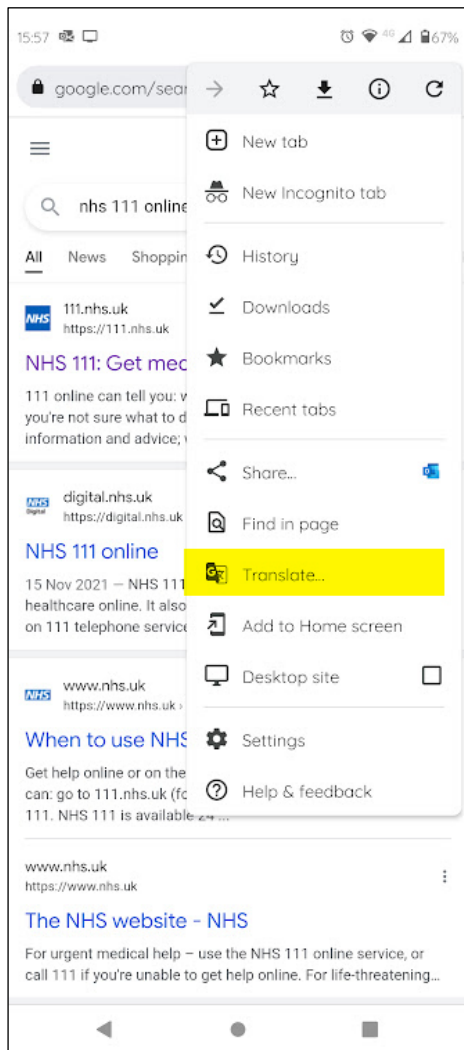 15:57
4G
67%
google.com/sear
New tab
nhs 111 online
New Incognito tab
All News Shoppin
History
NHS
111.nhs.uk
https://111.nhs.uk
Downloads
NHS 111: Get mec
Bookmarks
111 online can tell you: w
you're not sure what to d
information and advice;
Recent tabs
Share...
NHS
Digital
digital.nhs.uk
https://digital.nhs.uk
Find in page
NHS 111 online
Translate...
15 Nov 2021 — NHS 111
healthcare online. It also
on 111 telephone service
Add to Home screen
Desktop site
NHS
www.nhs.uk
https://www.nhs.uk ›
When to use NHS
Settings
Get help online or on the
can: go to 111.nhs.uk (fo
111. NHS 111 is available 24 ...
Help & feedback
www.nhs.uk
https://www.nhs.uk
The NHS website - NHS
For urgent medical help – use the NHS 111 online service, or
call 111 if you're unable to get help online. For life-threatening...